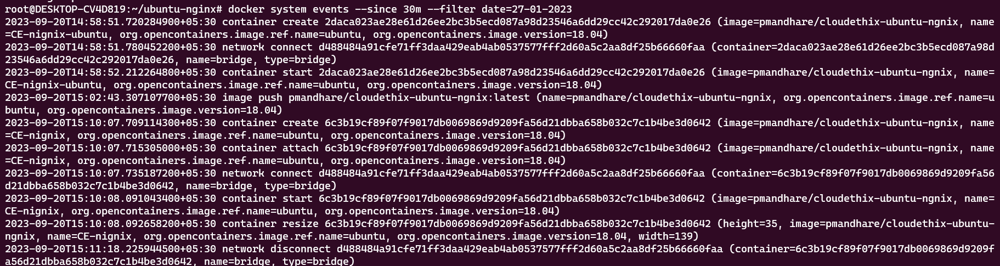 root@DESKTOP-CV4D819:~/ubuntu-nginx# docker system events --since 30m --filter date=27-01-2023
2023-09-20T14:58:51.720284900+05:30 container create 2daca023ae28e61d26ee2bc3b5ecd087a98d23546a6dd29cc42c292017da0e26 (image=pmandhare/cloudethix-ubuntu-ngnix, name
=CE-nignix-ubuntu, org.opencontainers.image.ref.name=ubuntu, org.opencontainers.image.version=18.04)
2023-09-20T14:58:51.780452200+05:30 network connect d488484a91cfe71ff3daa429eab4ab0537577fff2d60a5c2aa8df25b66660faa (container=2daca023ae28e61d26ee2bc3b5ecd087a98d
23546a6dd29cc42c292017da0e26, name=bridge, type=bridge)
2023-09-20T14:58:52.212264800+05:30 container start 2daca023ae28e61d26ee2bc3b5ecd087a98d23546a6dd29cc42c292017da0e26 (image=pmandhare/cloudethix-ubuntu-ngnix, name=
CE-nignix-ubuntu, org.opencontainers.image.ref.name=ubuntu, org.opencontainers.image.version=18.04)
2023-09-20T15:02:43.307107700+05:30 image push pmandhare/cloudethix-ubuntu-ngnix:latest (name=pmandhare/cloudethix-ubuntu-ngnix, org.opencontainers.image.ref.name=u
buntu, org.opencontainers.image.version=18.04)
2023-09-20T15:10:07.709114300+05:30 container create 6c3b19cf89f07f9017db0069869d9209fa56d21dbba658b032c7c1b4be3d0642 (image=pmandhare/cloudethix-ubuntu-ngnix, name
=CE-nignix, org.opencontainers.image.ref.name=ubuntu, org.opencontainers.image.version=18.04)
2023-09-20T15:10:07.715305000+05:30 container attach 6c3b19cf89f07f9017db0069869d9209fa56d21dbba658b032c7c1b4be3d0642 (image=pmandhare/cloudethix-ubuntu-ngnix, name
=CE-nignix, org.opencontainers.image.ref.name=ubuntu, org.opencontainers.image.version=18.04)
2023-09-20T15:10:07.735187200+05:30 network connect d488484a91cfe71ff3daa429eab4ab0537577fff2d60a5c2aa8df25b66660faa (container=6c3b19cf89f07f9017db0069869d9209fa56
d21dbba658b032c7c1b4be3d0642, name=bridge, type=bridge)
2023-09-20T15:10:08.091043400+05:30 container start 6c3b19cf89f07f9017db0069869d9209fa56d21dbba658b032c7c1b4be3d0642 (image=pmandhare/cloudethix-ubuntu-ngnix, name=
CE-nignix, org.opencontainers.image.ref.name=ubuntu, org.opencontainers.image.version=18.04)
2023-09-20T15:10:08.092658200+05:30 container resize 6c3b19cf89f07f9017db0069869d9209fa56d21dbba658b032c7c1b4be3d0642 (height=35, image=pmandhare/cloudethix-ubuntu-
ngnix, name=CE-nignix, org.opencontainers.image.ref.name=ubuntu, org.opencontainers.image.version=18.04, width=139)
2023-09-20T15:11:18.225944500+05:30 network disconnect d488484a91cfe71ff3daa429eab4ab0537577fff2d60a5c2aa8df25b66660faa (container=6c3b19cf89f07f9017db0069869d9209f
a56d21dbba658b032c7c1b4be3d0642, name=bridge, type=bridge)